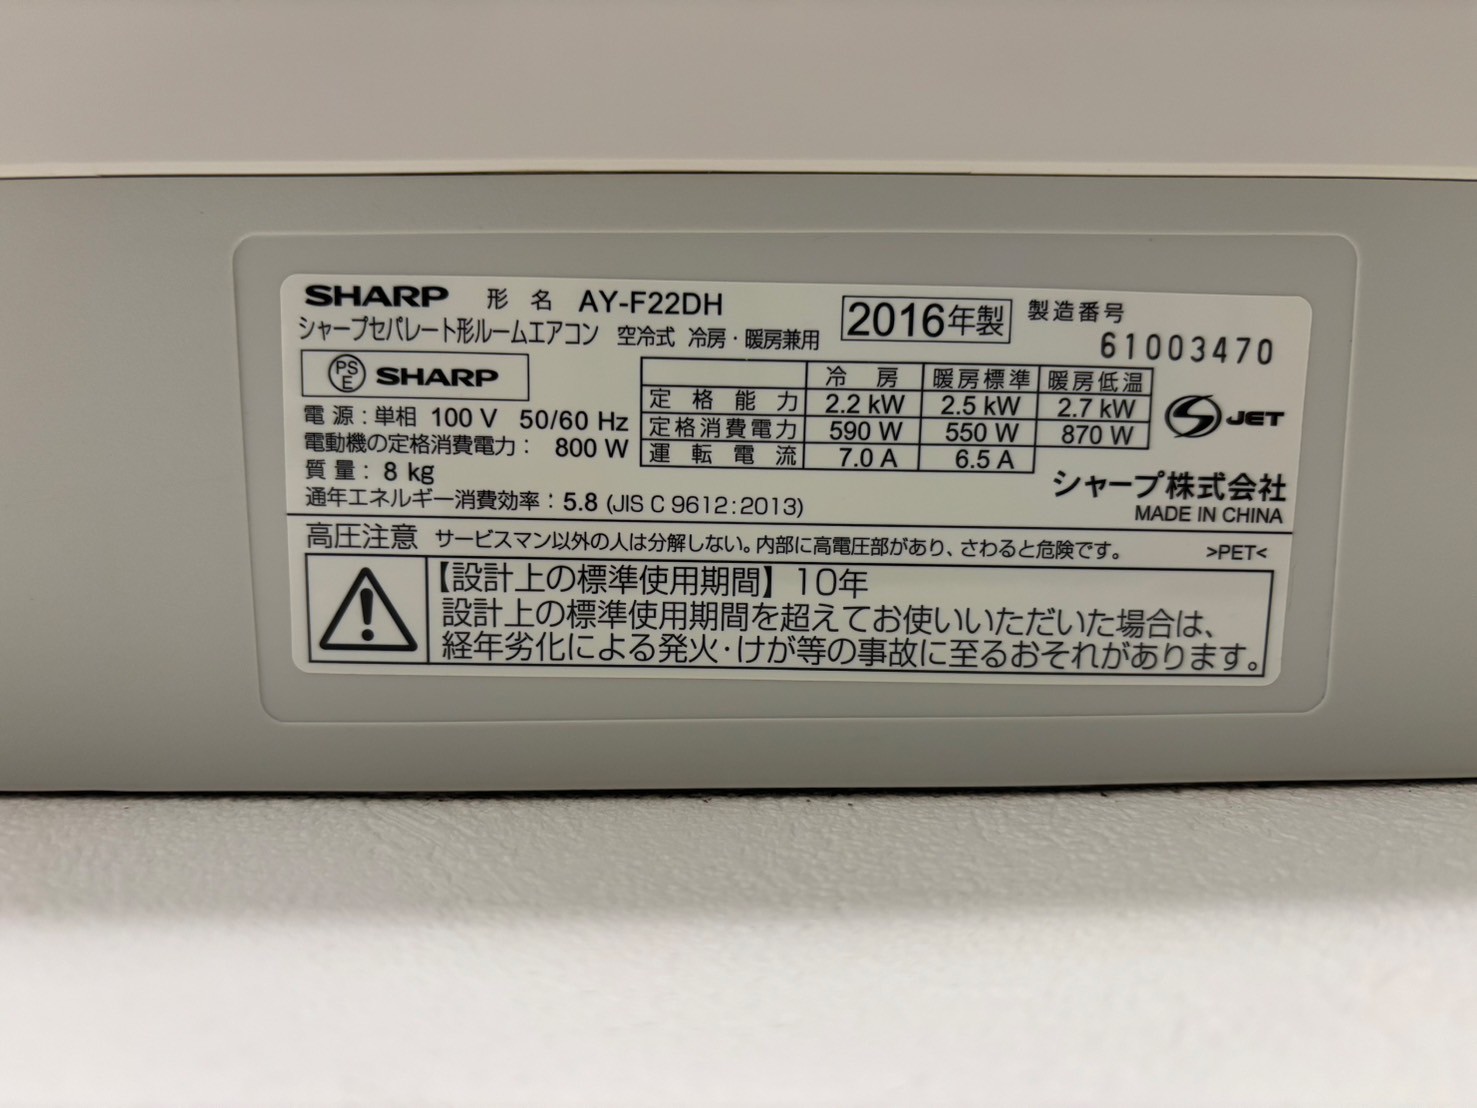 SHARP 形名 AY-F22DH
シャープセパレート形ルームエアコン 空冷式 冷房・暖房兼用
2016年製 製造番号
61003470
PSE SHARP
電源:単相 100 V 50/60 Hz
電動機の定格消費電力: 800 W
質量: 8 kg
通年エネルギー消費効率:5.8 (JIS C 9612:2013)
冷房 暖房標準 暖房低温
定格能力 2.2 kW 2.5 kW 2.7 kW
定格消費電力 590 W 550 W 870 W
運転電流 7.0 A 6.5 A
JET
シャープ株式会社
MADE IN CHINA
高圧注意 サービスマン以外の人は分解しない。内部に高電圧部があり、さわると危険です。 >PET<
【設計上の標準使用期間】10年
設計上の標準使用期間を超えてお使いいただいた場合は、
経年劣化による発火・けが等の事故に至るおそれがあります。